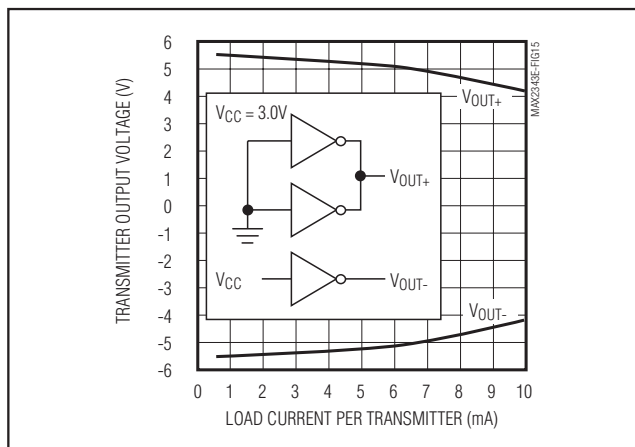 TRANSMITTER OUTPUT VOLTAGE (V)
6
5
4
3
2
1
0
-1
-2
-3
-4
-5
-6
VCC = 3.0V
VOUT+
VOUT+
VCC
VOUT-
VOUT-
0 1 2 3 4 5 6 7 8 9 10
LOAD CURRENT PER TRANSMITTER (mA)
MAX2343E-FIG15